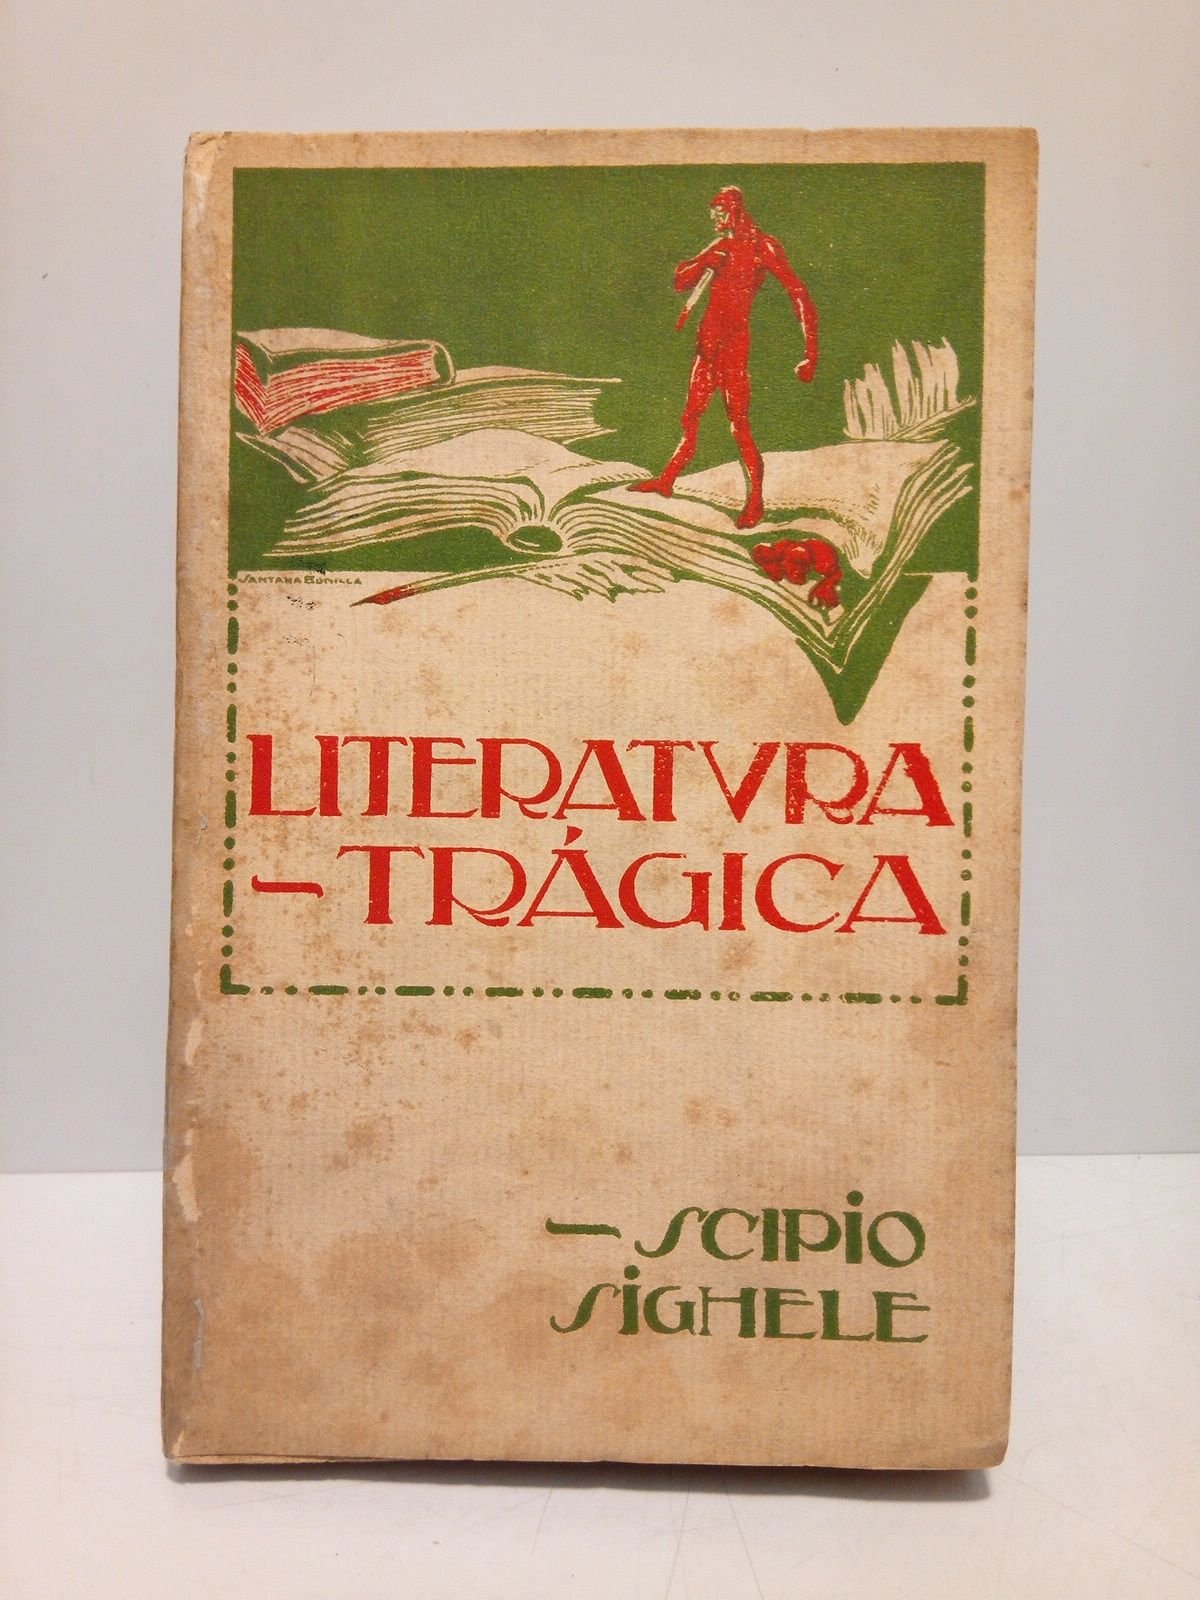 SANTANA BONILLA
LITERATVRA
- TRÁGICA
- SCIPIO
SIGHELE